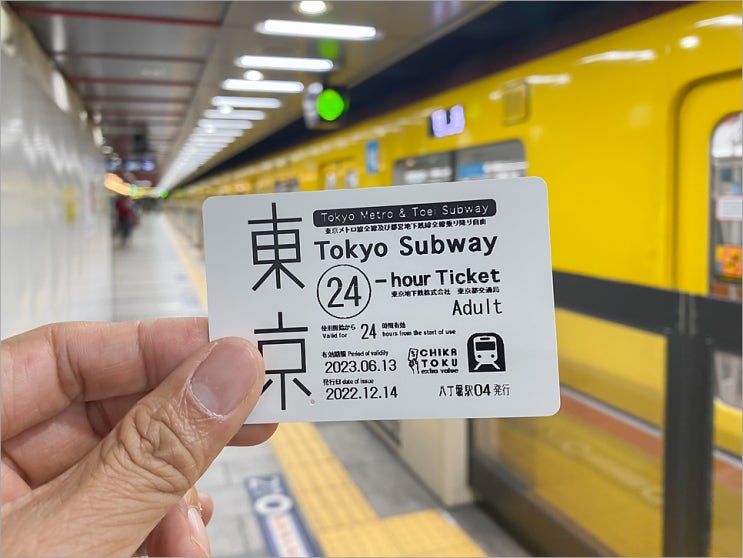 東京
Tokyo Metro & Toei Subway
東京メトロ線全線及び都営地下鉄線全線乗り降り自由
Tokyo Subway
24-hour Ticket
東京地下鉄株式会社 東京都交通局
Adult
使用開始から 24 時間有効
Valid for hours from the start of use
有効期限 Period of validity
2023.06.13
発行日 date of issue
2022.12.14
CHIKA
TOKU
extra value
八丁堀駅04発行